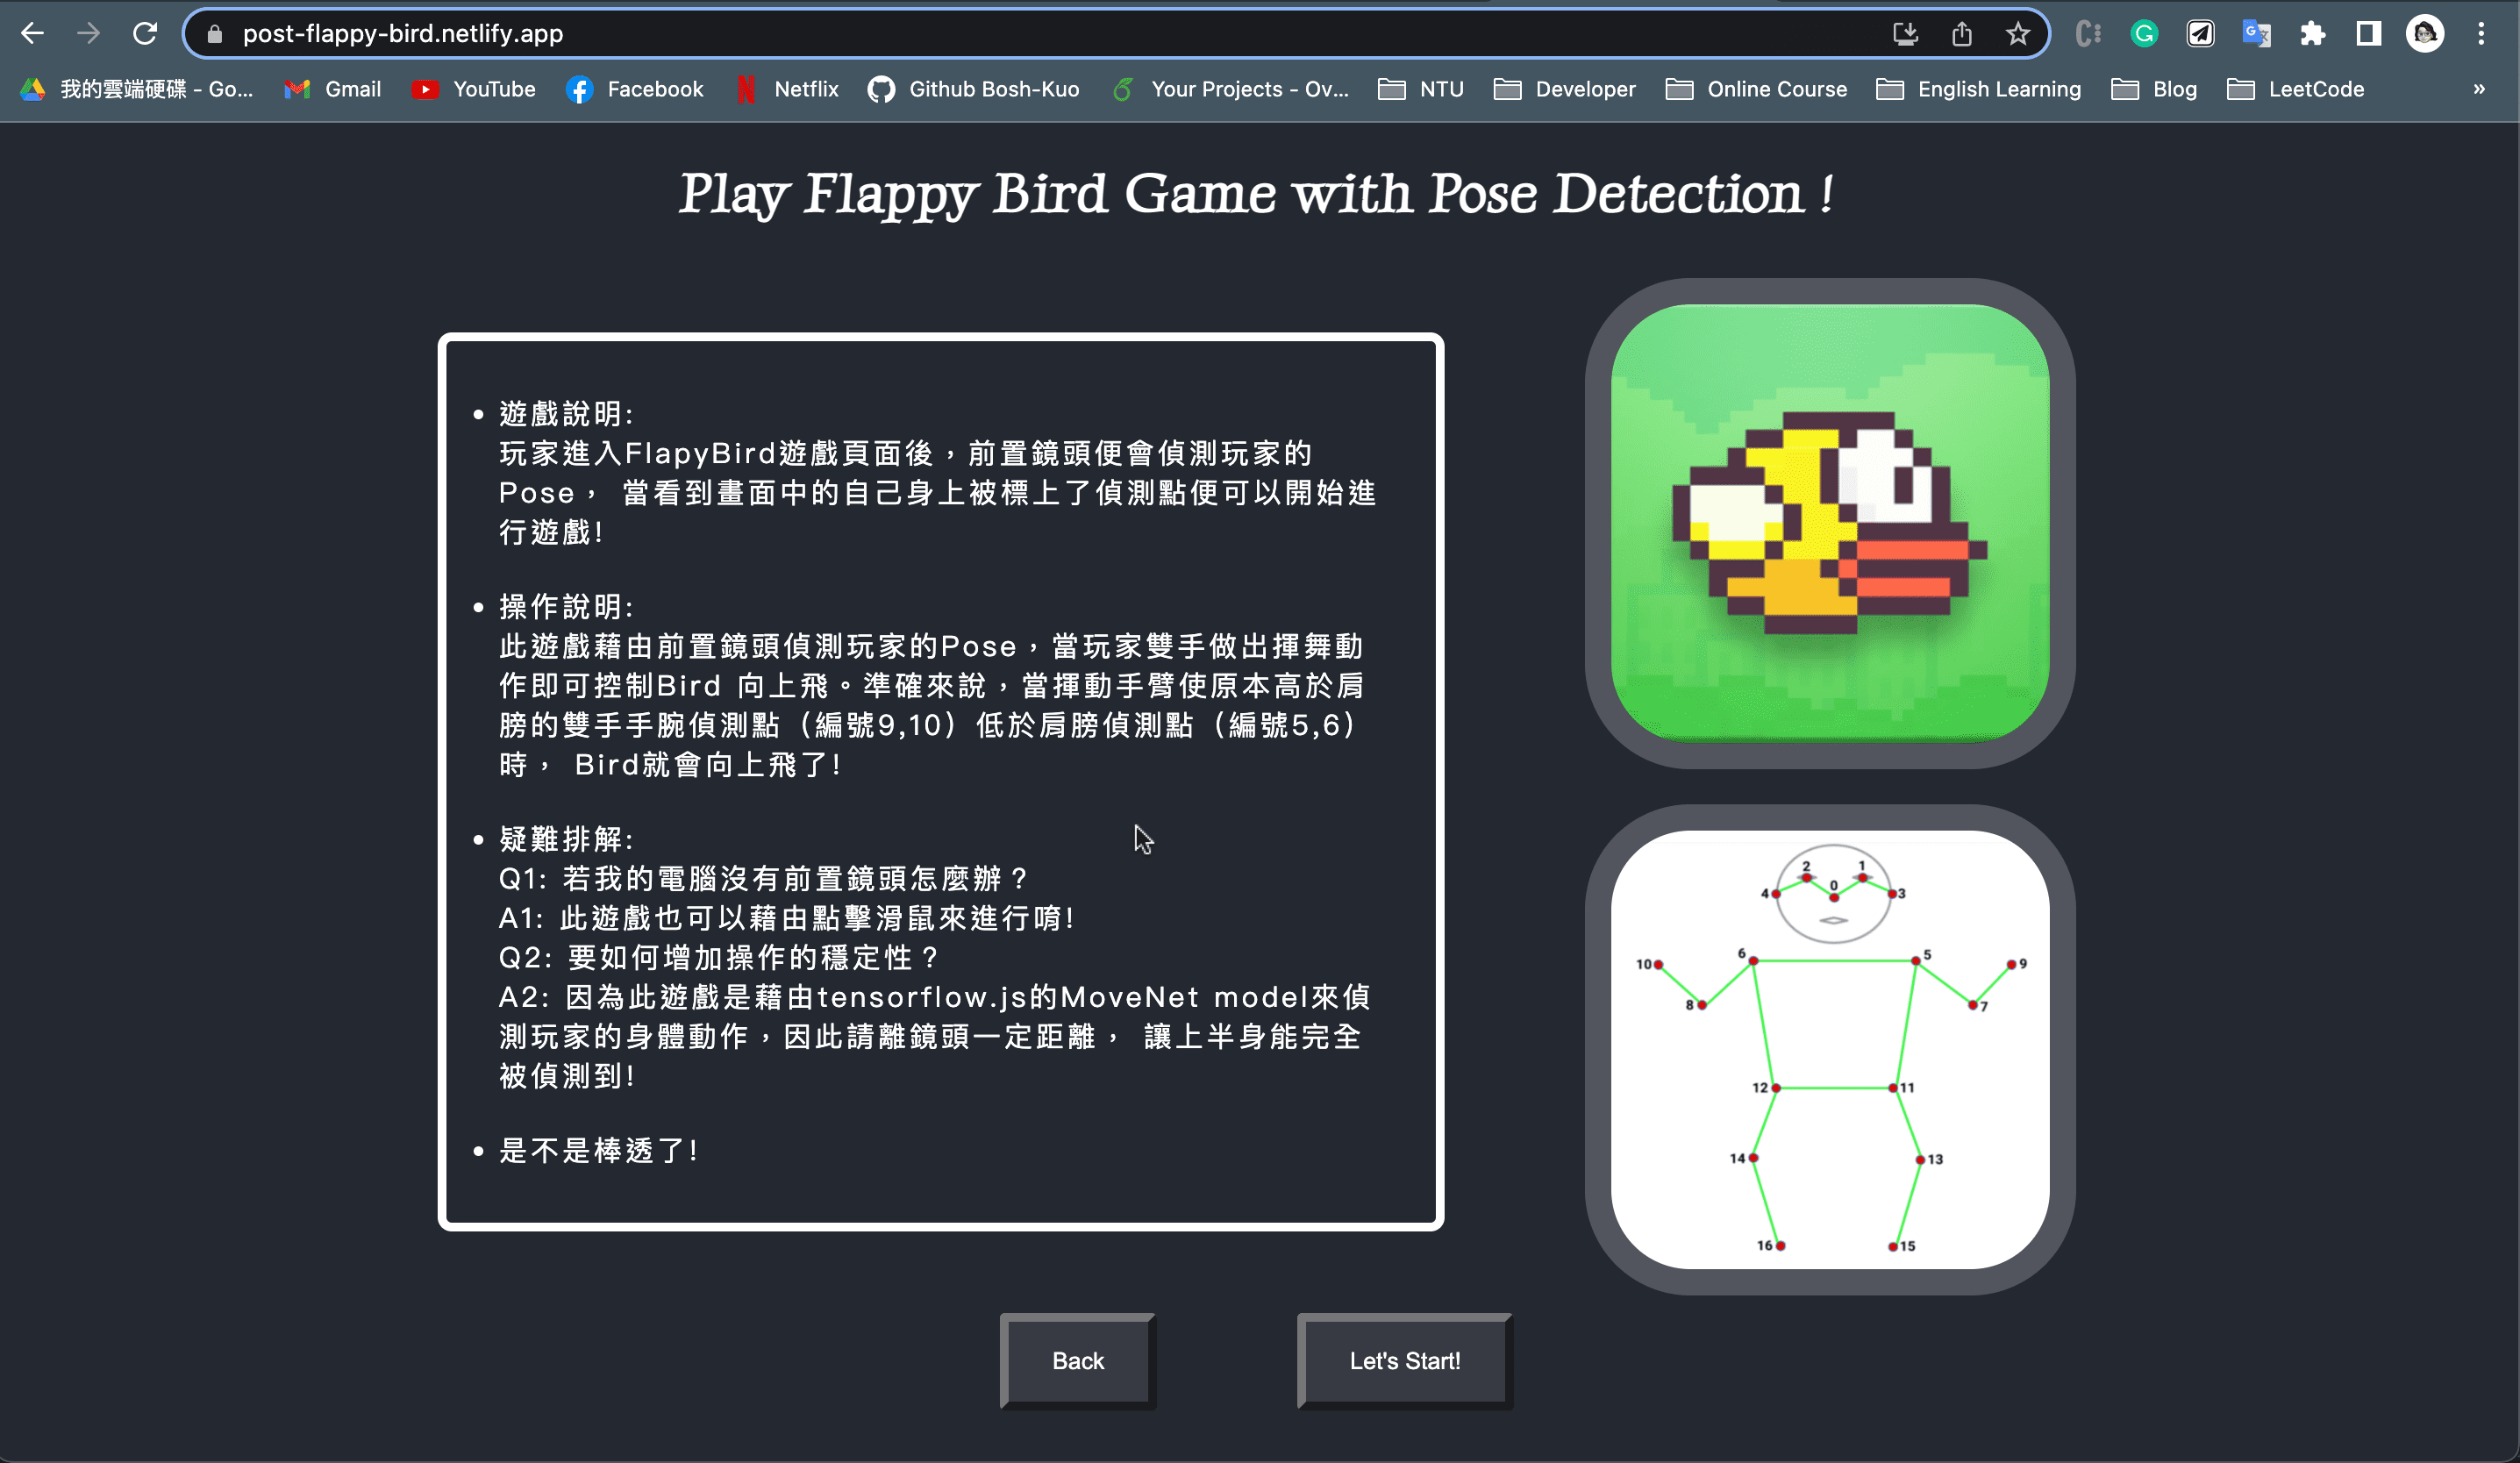 post-flappy-bird.netlify.app
我的雲端硬碟 - Go... Gmail YouTube Facebook Netflix Github Bosh-Kuo Your Projects - Ov... NTU Developer Online Course English Learning Blog LeetCode »
Play Flappy Bird Game with Pose Detection !
• 遊戲說明:
玩家進入FlapyBird遊戲頁面後，前置鏡頭便會偵測玩家的
Pose， 當看到畫面中的自己身上被標上了偵測點便可以開始進
行遊戲!
• 操作說明:
此遊戲藉由前置鏡頭偵測玩家的Pose，當玩家雙手做出揮舞動
作即可控制Bird 向上飛。準確來說，當揮動手臂使原本高於肩
膀的雙手手腕偵測點（編號9,10）低於肩膀偵測點（編號5,6）
時， Bird就會向上飛了!
• 疑難排解:
Q1: 若我的電腦沒有前置鏡頭怎麼辦？
A1: 此遊戲也可以藉由點擊滑鼠來進行唷!
Q2: 要如何增加操作的穩定性？
A2: 因為此遊戲是藉由tensorflow.js的MoveNet model來偵
測玩家的身體動作，因此請離鏡頭一定距離， 讓上半身能完全
被偵測到!
• 是不是棒透了!
2 1
0
4 3
6 5
10 9
8 7
12 11
14 13
16 15
Back Let's Start!